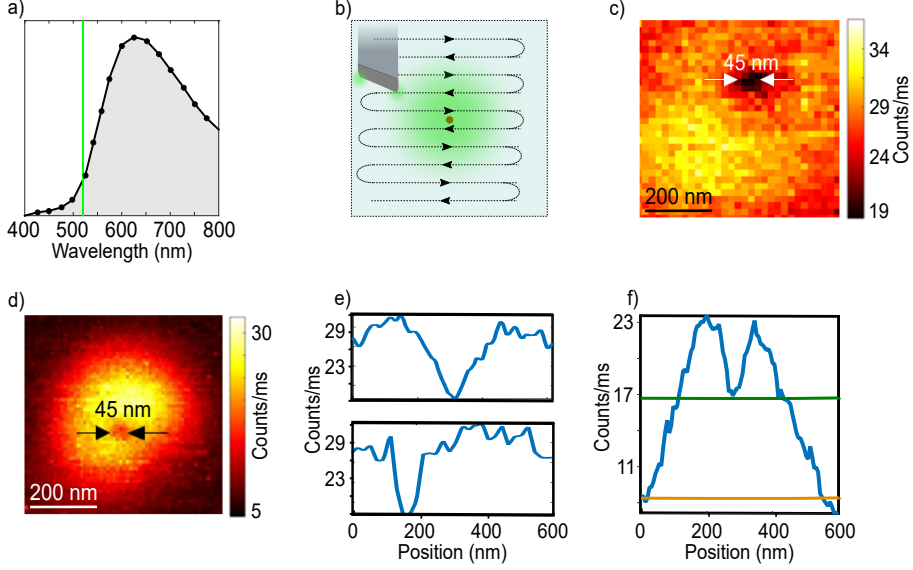 a)
400 500 600 700 800
Wavelength (nm)
b)
c)
45 nm
200 nm
34
29
24
19
Counts/ms
d)
45 nm
200 nm
30
5
Counts/ms
e)
29
23
29
23
0 200 400 600
Counts/ms
Position (nm)
f)
23
17
11
0 200 400 600
Counts/ms
Position (nm)